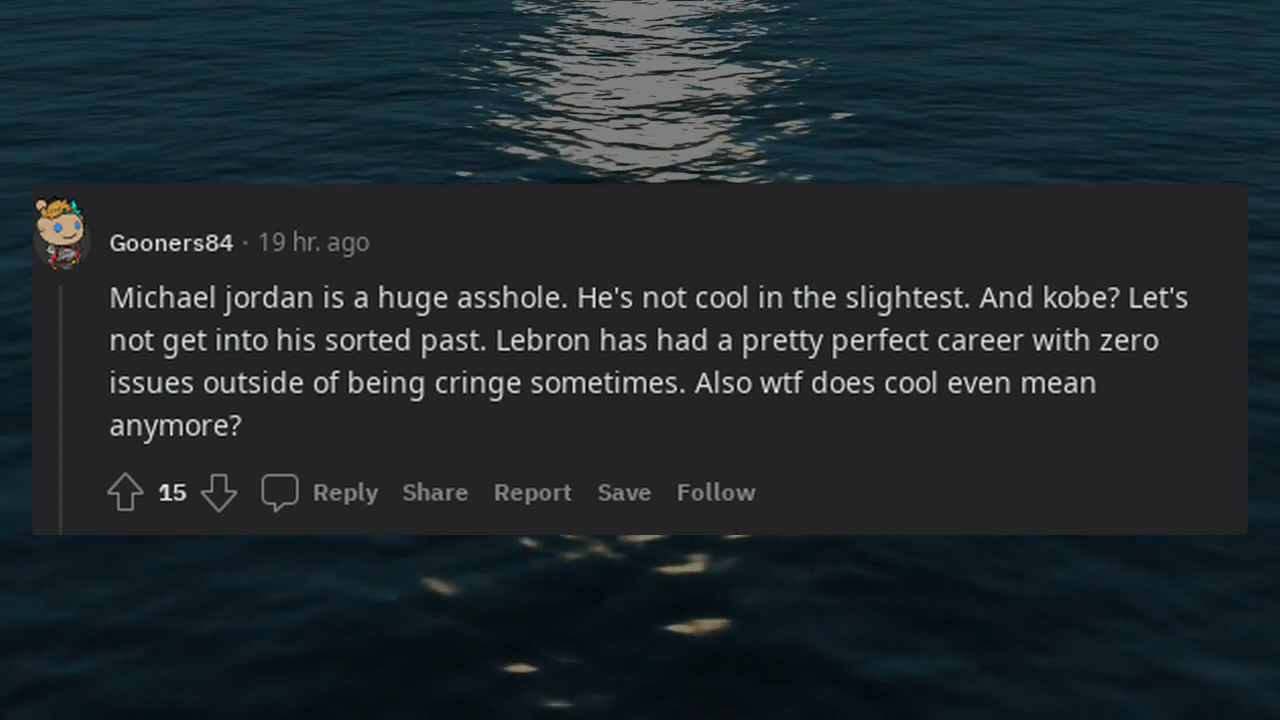 Gooners84 · 19 hr. ago
Michael jordan is a huge asshole. He's not cool in the slightest. And kobe? Let's
not get into his sorted past. Lebron has had a pretty perfect career with zero
issues outside of being cringe sometimes. Also wtf does cool even mean
anymore?
15 Reply Share Report Save Follow